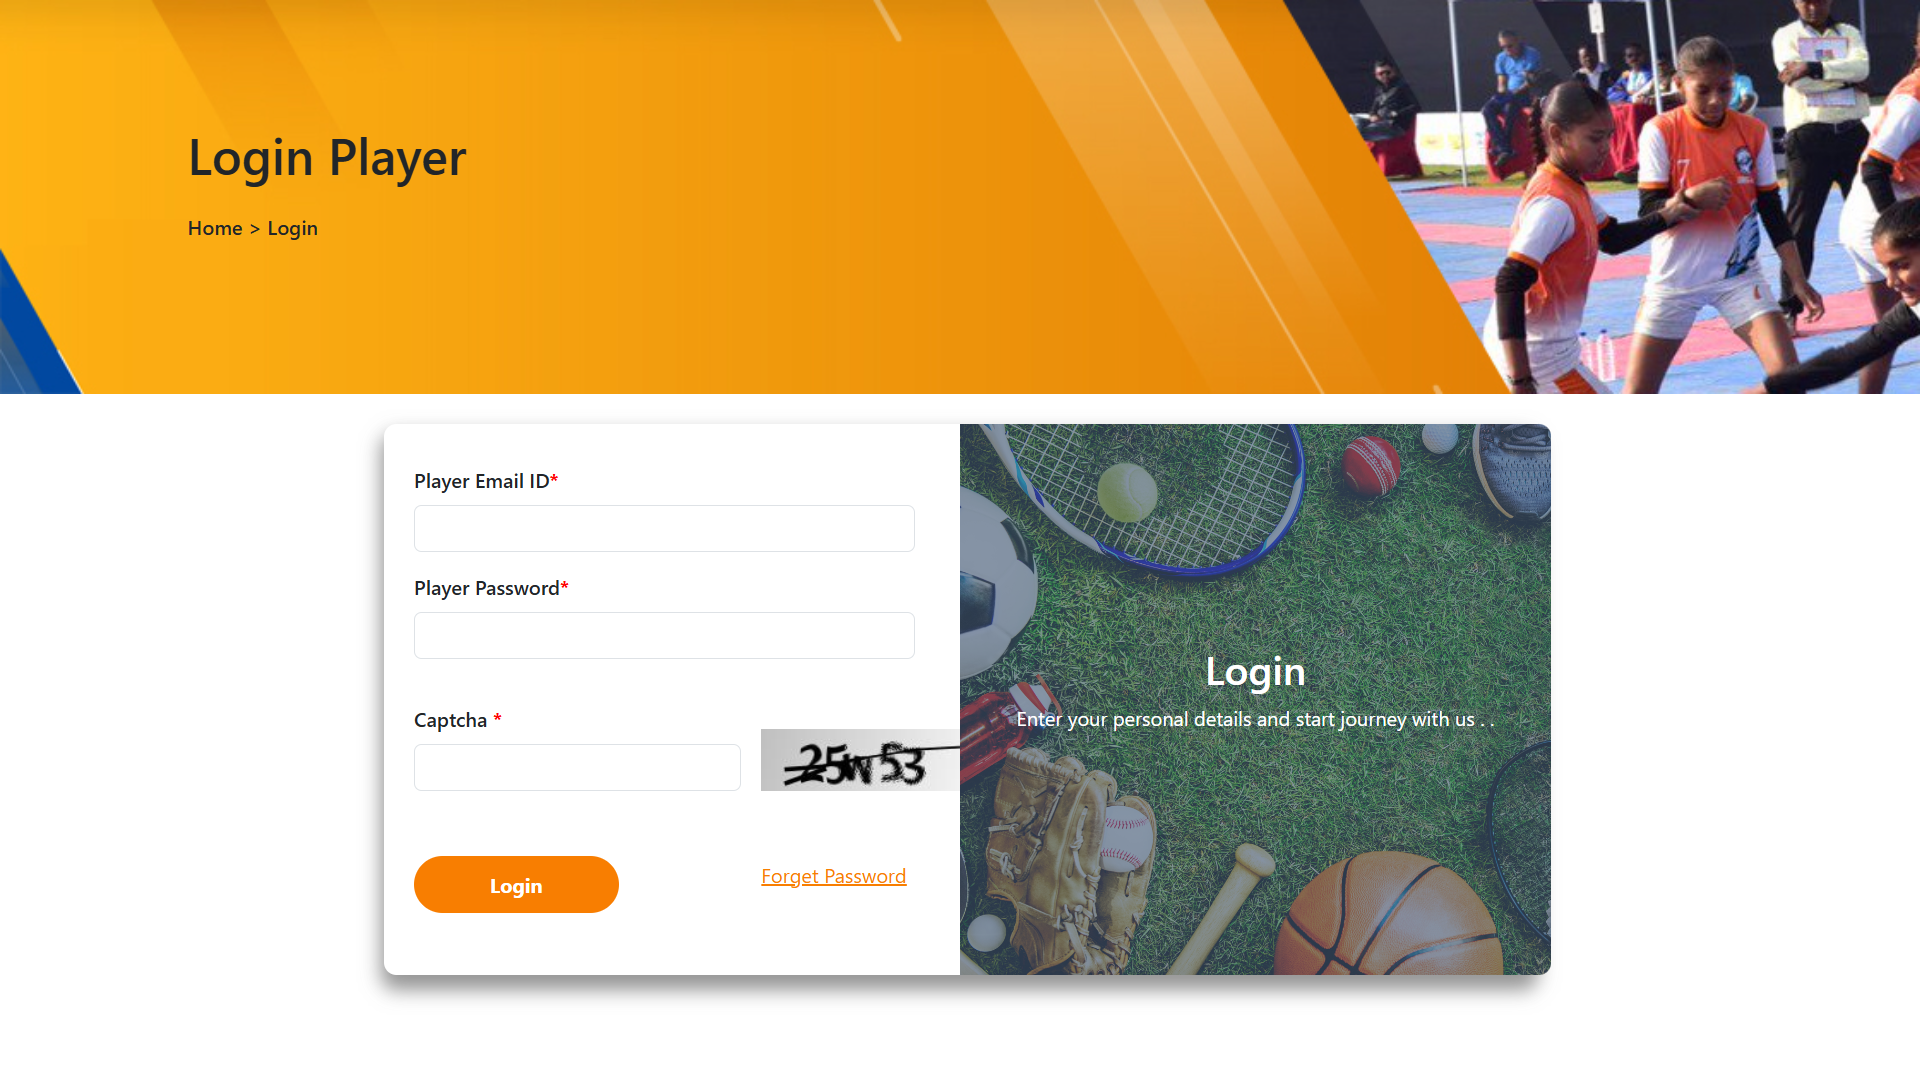 Login Player
Home > Login
Player Email ID*
Player Password*
Captcha *
25W53
Login
Forget Password
Login
Enter your personal details and start journey with us . .